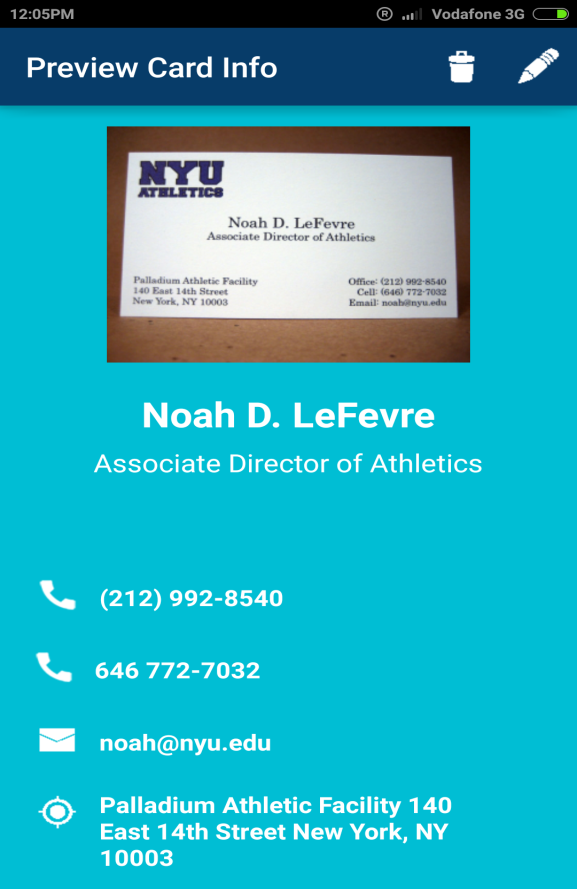 12:05PM ® Vodafone 3G
Preview Card Info
NYU
ATHLETICS
Noah D. LeFevre
Associate Director of Athletics
Palladium Athletic Facility
140 East 14th Street
New York, NY 10003
Office: (212) 992-8540
Cell: (646) 772-7032
Email: noah@nyu.edu
Noah D. LeFevre
Associate Director of Athletics
(212) 992-8540
646 772-7032
noah@nyu.edu
Palladium Athletic Facility 140
East 14th Street New York, NY
10003